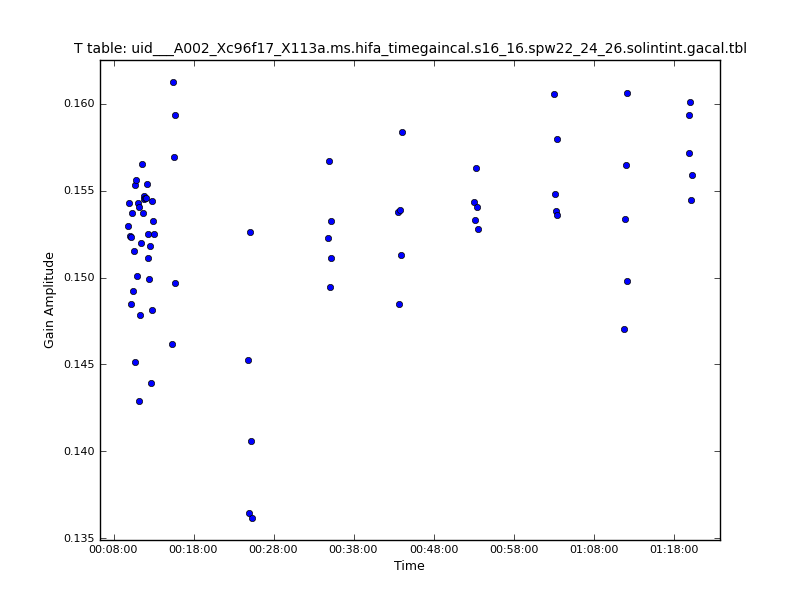 T table: uid___A002_Xc96f17_X113a.ms.hifa_timegaincal.s16_16.spw22_24_26.solintint.gacal.tbl
0.160
0.155
0.150
0.145
0.140
0.135
Gain Amplitude
00:08:00 00:18:00 00:28:00 00:38:00 00:48:00 00:58:00 01:08:00 01:18:00
Time